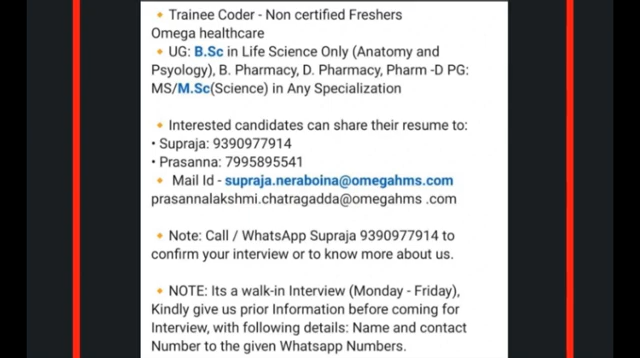 🔸 Trainee Coder - Non certified Freshers
Omega healthcare
🔸 UG: B.Sc in Life Science Only (Anatomy and
Psyology), B. Pharmacy, D. Pharmacy, Pharm -D PG:
MS/M.Sc(Science) in Any Specialization
🔸 Interested candidates can share their resume to:
• Supraja: 9390977914
• Prasanna: 7995895541
🔸 Mail Id - supraja.neraboina@omegahms.com
prasannalakshmi.chatragadda@omegahms .com
🔸 Note: Call / WhatsApp Supraja 9390977914 to
confirm your interview or to know more about us.
🔸 NOTE: Its a walk-in Interview (Monday - Friday),
Kindly give us prior Information before coming for
Interview, with following details: Name and contact
Number to the given Whatsapp Numbers.